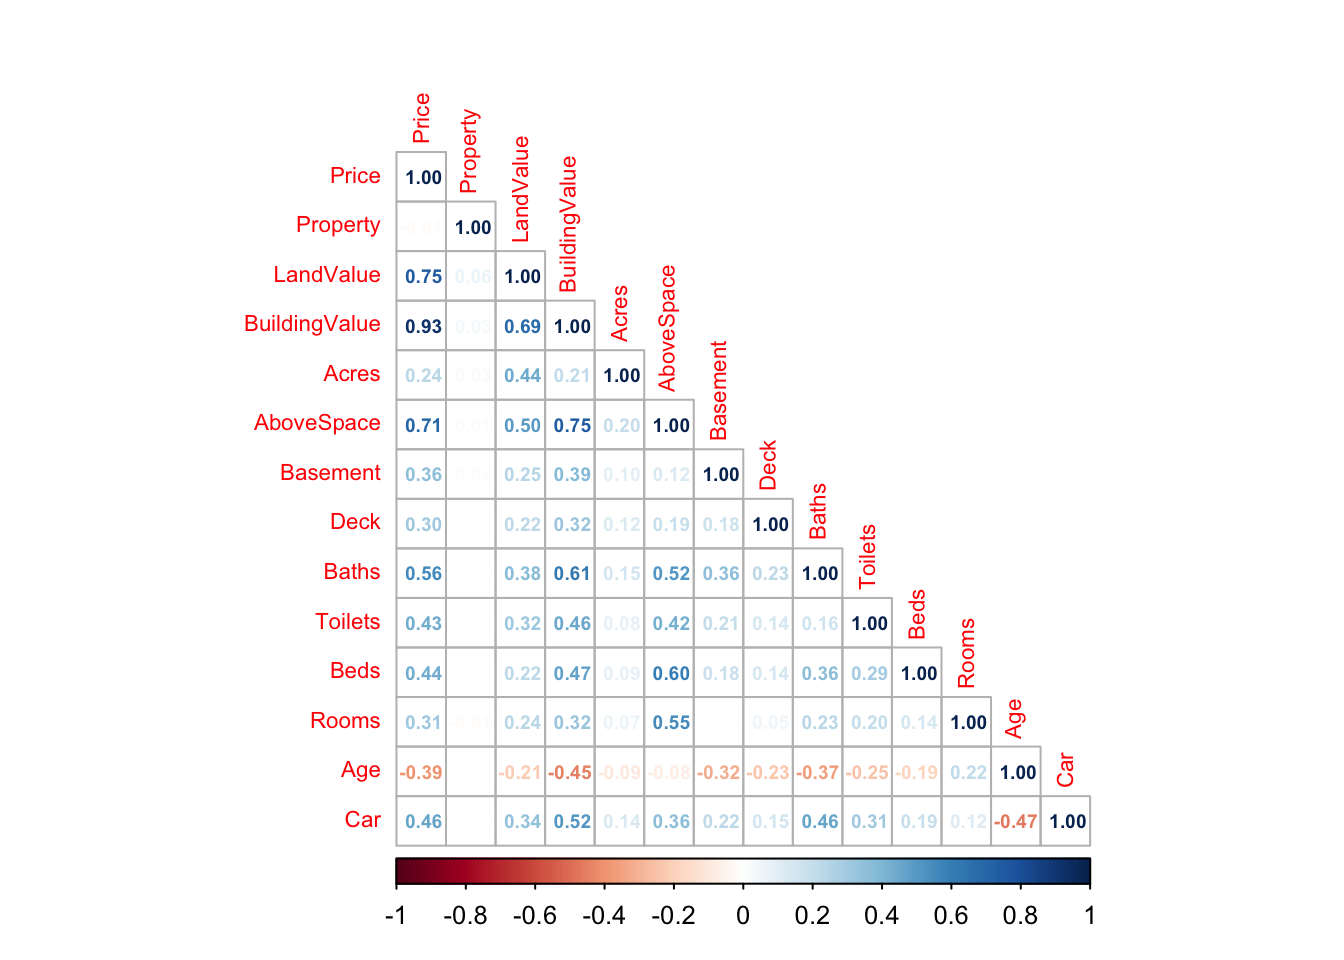 Price
Property
LandValue
BuildingValue
Acres
AboveSpace
Basement
Deck
Baths
Toilets
Beds
Rooms
Age
Car
Price 1.00
Property -0.01 1.00
LandValue 0.75 0.06 1.00
BuildingValue 0.93 0.03 0.69 1.00
Acres 0.24 0.03 0.44 0.21 1.00
AboveSpace 0.71 0.50 0.75 0.20 1.00
Basement 0.36 0.25 0.39 0.10 0.12 1.00
Deck 0.30 0.22 0.32 0.12 0.19 0.18 1.00
Baths 0.56 0.38 0.61 0.15 0.52 0.36 0.23 1.00
Toilets 0.43 0.32 0.46 0.08 0.42 0.21 0.14 0.16 1.00
Beds 0.44 0.22 0.47 0.09 0.60 0.18 0.14 0.36 0.29 1.00
Rooms 0.31 -0.01 0.24 0.32 0.07 0.55 0.05 0.23 0.20 0.14 1.00
Age -0.39 -0.21 -0.45 -0.09 -0.08 -0.32 -0.23 -0.37 -0.25 -0.19 0.22 1.00
Car 0.46 0.34 0.52 0.14 0.36 0.22 0.15 0.46 0.31 0.19 0.12 -0.47 1.00
-1 -0.8 -0.6 -0.4 -0.2 0 0.2 0.4 0.6 0.8 1